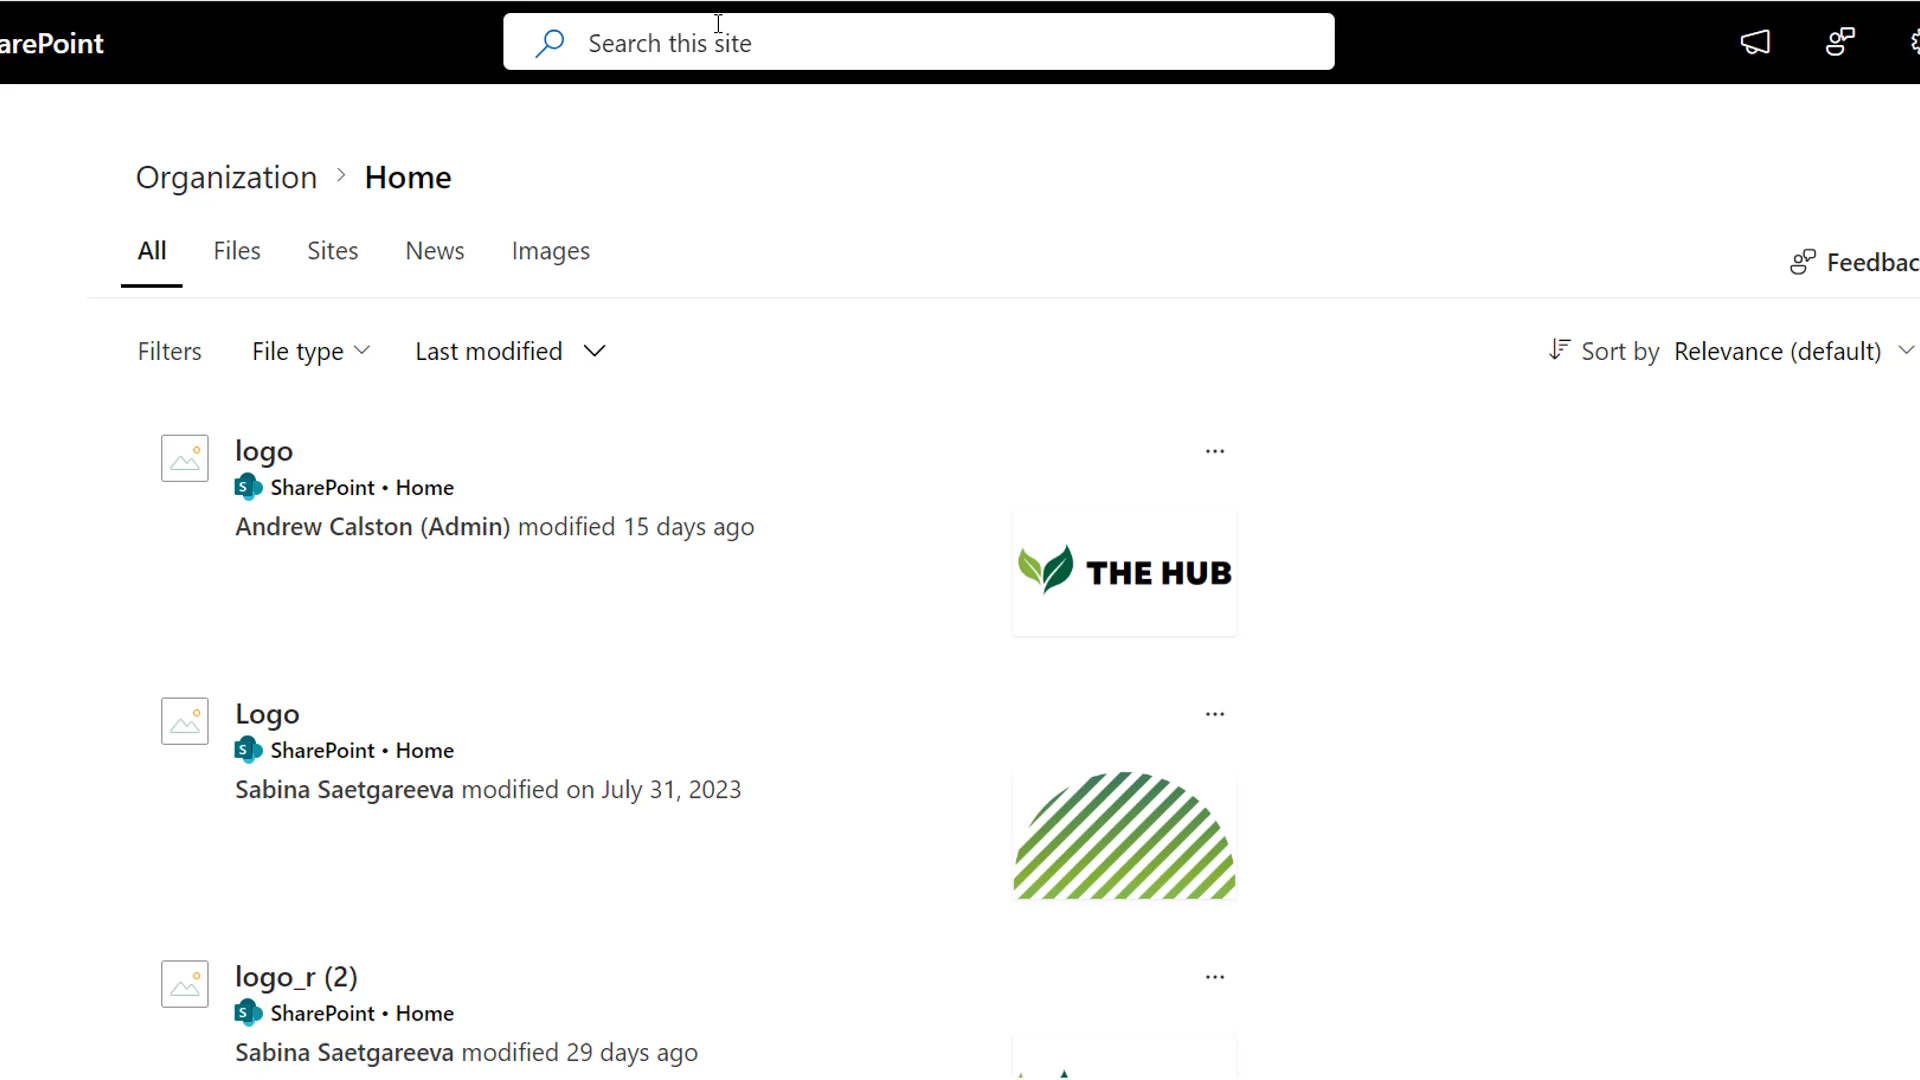 arePoint
Search this site
Organization > Home
All Files Sites News Images
Feedbac
Filters File type Last modified
Sort by Relevance (default)
logo
SharePoint • Home
Andrew Calston (Admin) modified 15 days ago
THE HUB
Logo
SharePoint • Home
Sabina Saetgareeva modified on July 31, 2023
logo_r (2)
SharePoint • Home
Sabina Saetgareeva modified 29 days ago